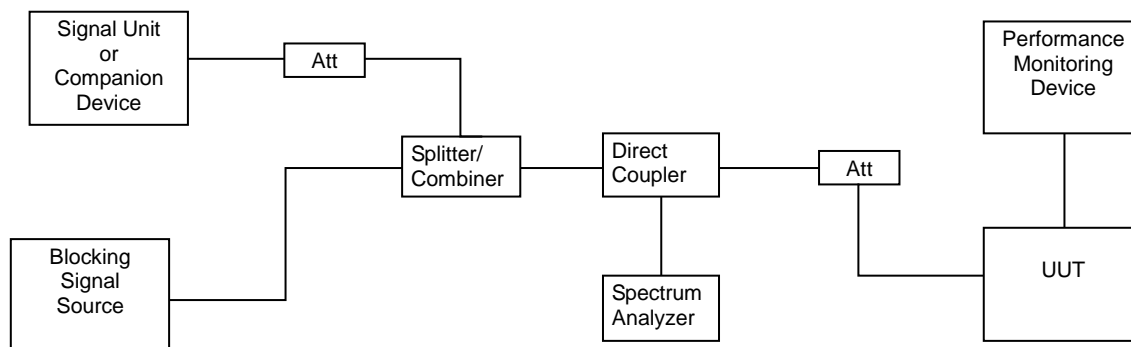 Signal Unit
or
Companion
Device
Att
Performance
Monitoring
Device
Splitter/
Combiner
Direct
Coupler
Att
Blocking
Signal
Source
Spectrum
Analyzer
UUT